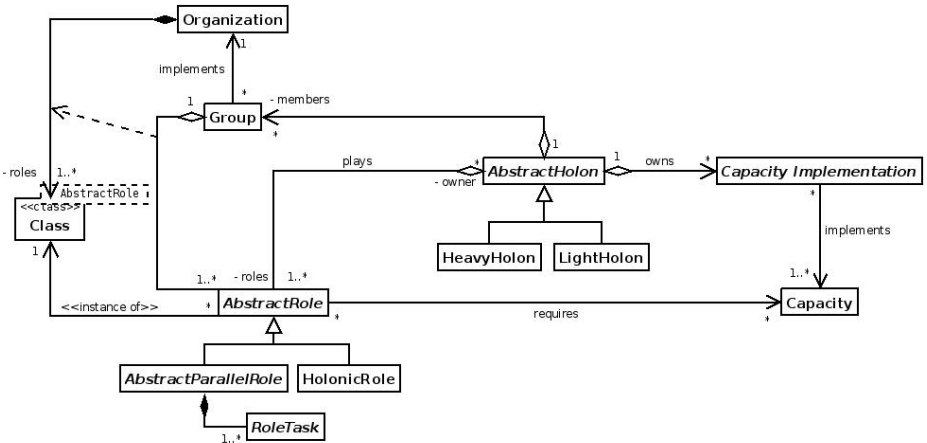 Organization
1
implements
*
- members
1
Group
*
1
plays
*
AbstractHolon
1
owns
*
Capacity Implementation
- owner
*
- roles
1..*
AbstractRole
<<class>>
Class
1
implements
HeavyHolon
LightHolon
1..*
- roles
1..*
1..*
<<instance of>>
*
AbstractRole
*
requires
*
Capacity
AbstractParallelRole
HolonicRole
1..*
RoleTask